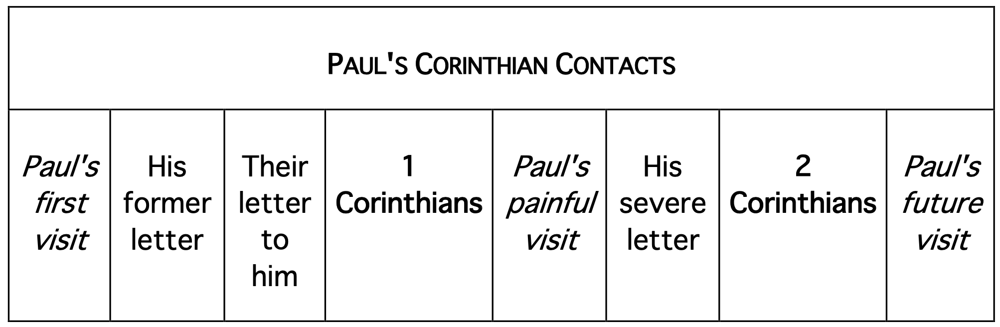 PAUL'S CORINTHIAN CONTACTS
Paul's
first
visit
His
former
letter
Their
letter
to
him
1
Corinthians
Paul's
painful
visit
His
severe
letter
2
Corinthians
Paul's
future
visit